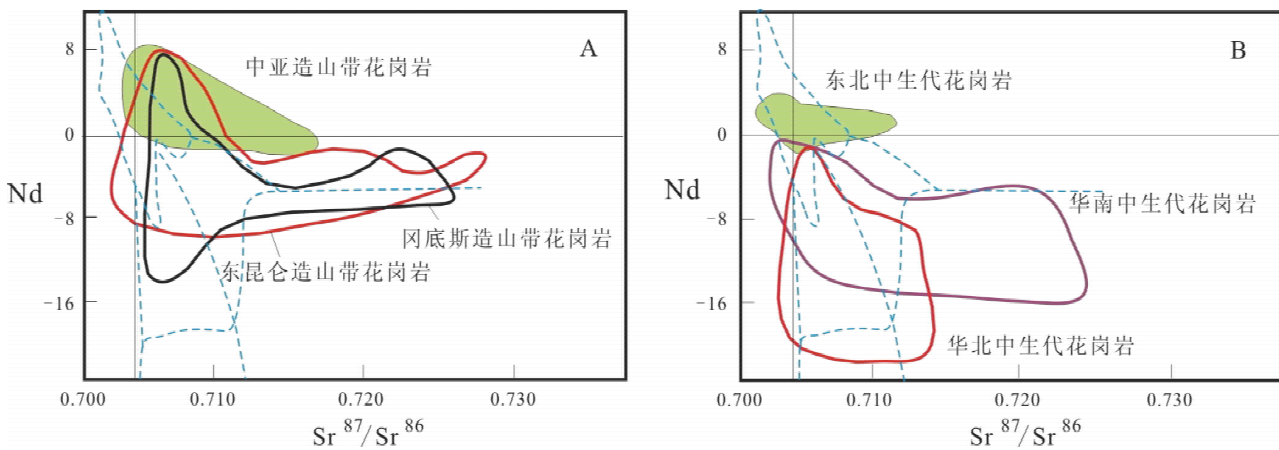 A
中亚造山带花岗岩
8
0
Nd
-8
-16
冈底斯造山带花岗岩
东昆仑造山带花岗岩
0.700
0.710
0.720
0.730
Sr 87/Sr 86
B
东北中生代花岗岩
8
0
Nd
-8
-16
华南中生代花岗岩
华北中生代花岗岩
0.700
0.710
0.720
0.730
Sr 87/Sr 86